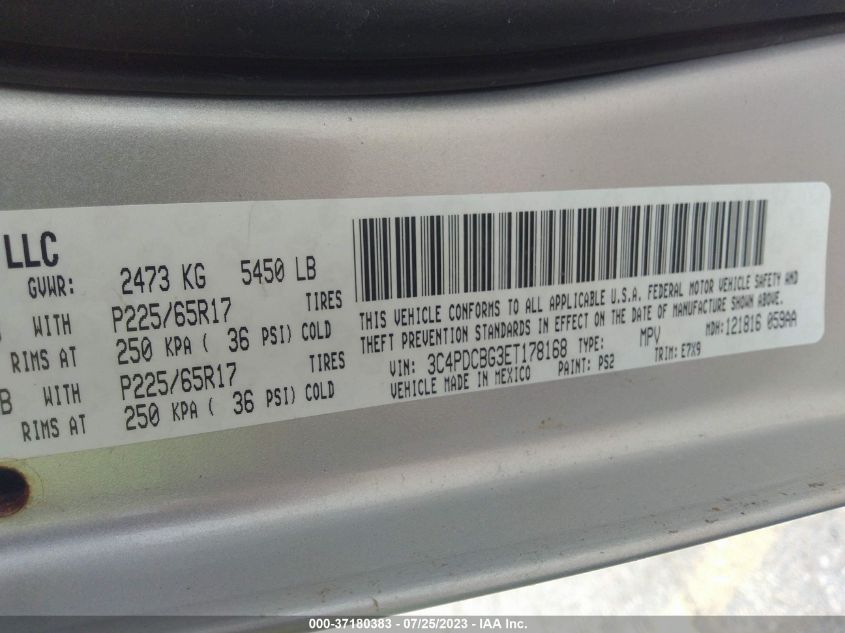 LLC
GVWR: 2473 KG 5450 LB
WITH P225/65R17 TIRES
RIMS AT 250 KPA ( 36 PSI) COLD
B WITH P225/65R17 TIRES
RIMS AT 250 KPA ( 36 PSI) COLD
THIS VEHICLE CONFORMS TO ALL APPLICABLE U.S.A. FEDERAL MOTOR VEHICLE SAFETY AND
THEFT PREVENTION STANDARDS IN EFFECT ON THE DATE OF MANUFACTURE SHOWN ABOVE.
VIN: 3C4PDCBG3ET178168 TYPE: MPV MDH: 121816 059AA
VEHICLE MADE IN MEXICO PAINT: PS2 TRIM: E7X9
000-37180383 - 07/25/2023 - IAA Inc.